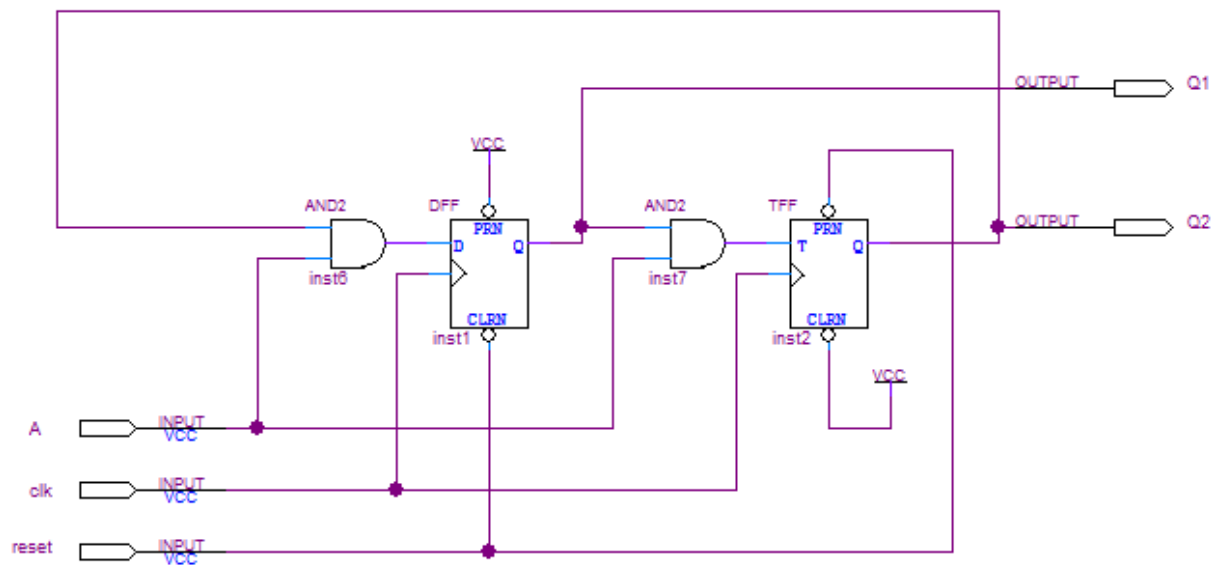 OUTPUT
Q1
VCC
AND2
DFF
AND2
TFF
PRN
PRN
OUTPUT
Q2
D
Q
T
Q
inst6
inst7
CLRN
CLRN
inst1
inst2
VCC
A
INPUT
VCC
clk
INPUT
VCC
reset
INPUT
VCC